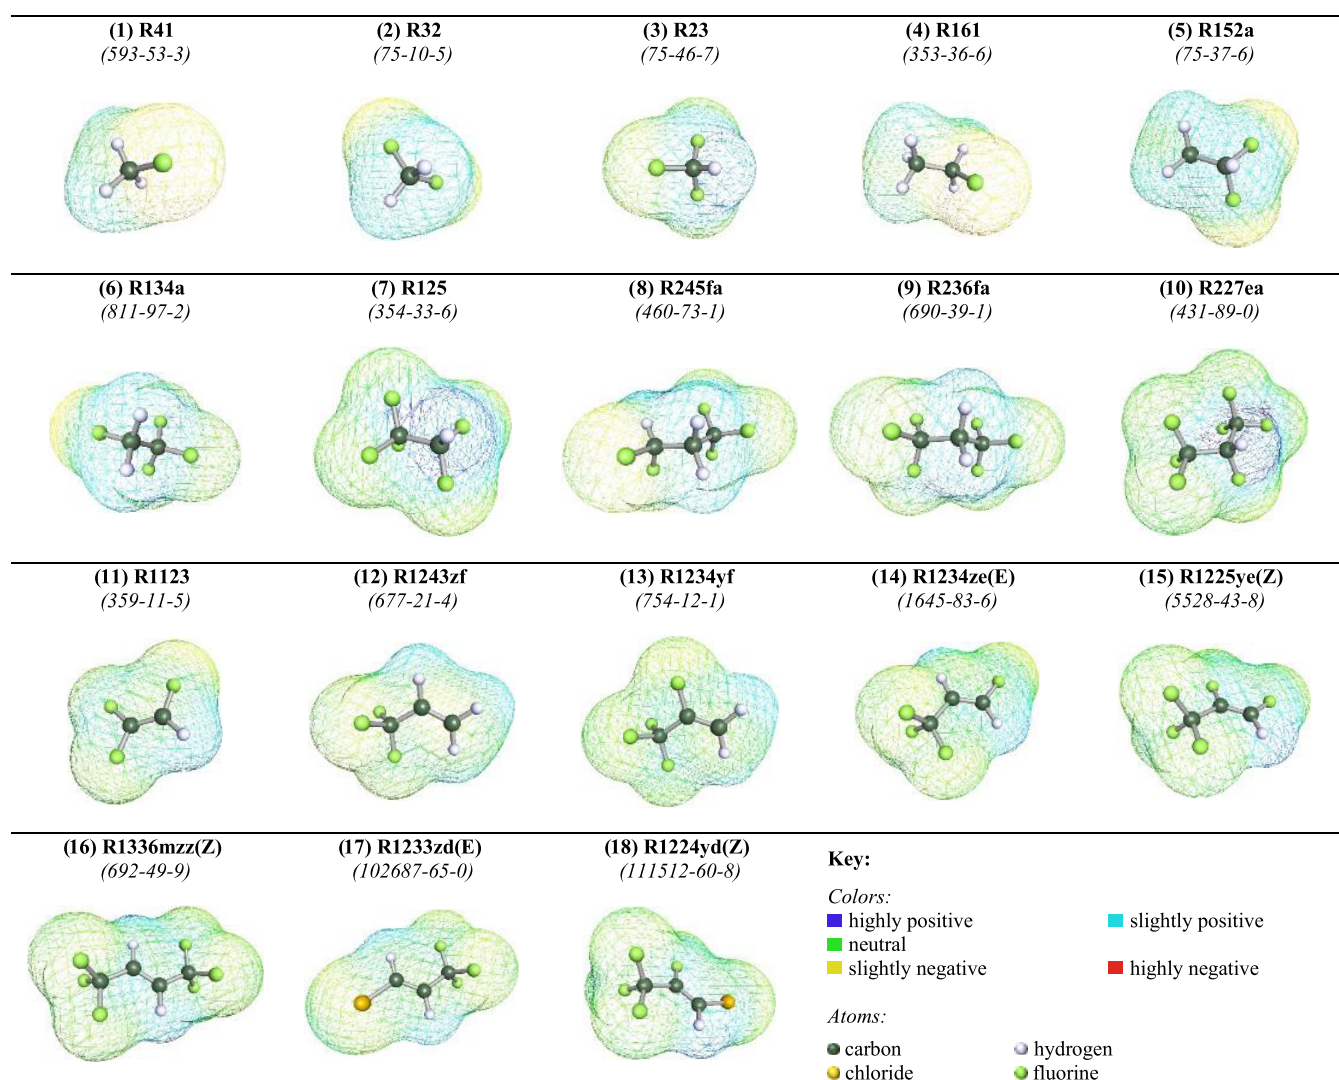 (1) R41 (2) R32 (3) R23 (4) R161 (5) R152a
(593-53-3) (75-10-5) (75-46-7) (353-36-6) (75-37-6)
(6) R134a (7) R125 (8) R245fa (9) R236fa (10) R227ea
(811-97-2) (354-33-6) (460-73-1) (690-39-1) (431-89-0)
(11) R1123 (12) R1243zf (13) R1234yf (14) R1234ze(E) (15) R1225ye(Z)
(359-11-5) (677-21-4) (754-12-1) (1645-83-6) (5528-43-8)
(16) R1336mzz(Z) (17) R1233zd(E) (18) R1224yd(Z)
(692-49-9) (102687-65-0) (111512-60-8)
Key:
Colors:
highly positive slightly positive
neutral
slightly negative highly negative
Atoms:
carbon hydrogen
chloride fluorine